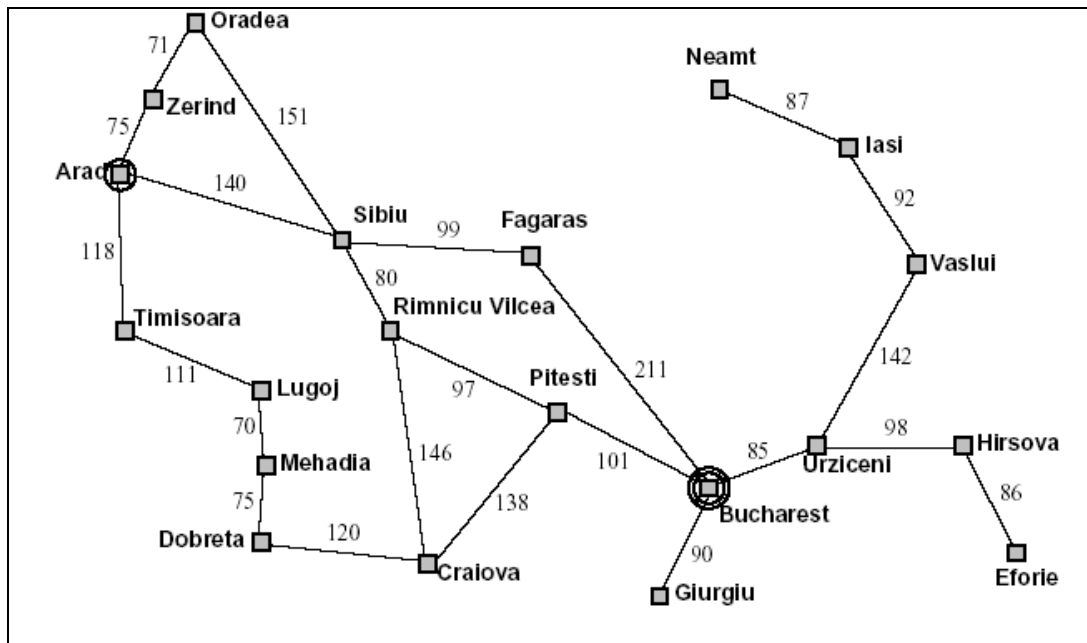 Oradea
71
Neamt
87
Zerind
151
75
Iasi
Arad
140
92
Sibiu
Fagaras
99
118
Vaslui
80
Rimnicu Vilcea
Timisoara
142
111
Pitesti
211
Lugoj
97
70
98
Hirsova
Mehadia
146
101
85
Urziceni
75
138
86
Bucharest
Dobreta
120
90
Craiova
Eforie
Giurgiu